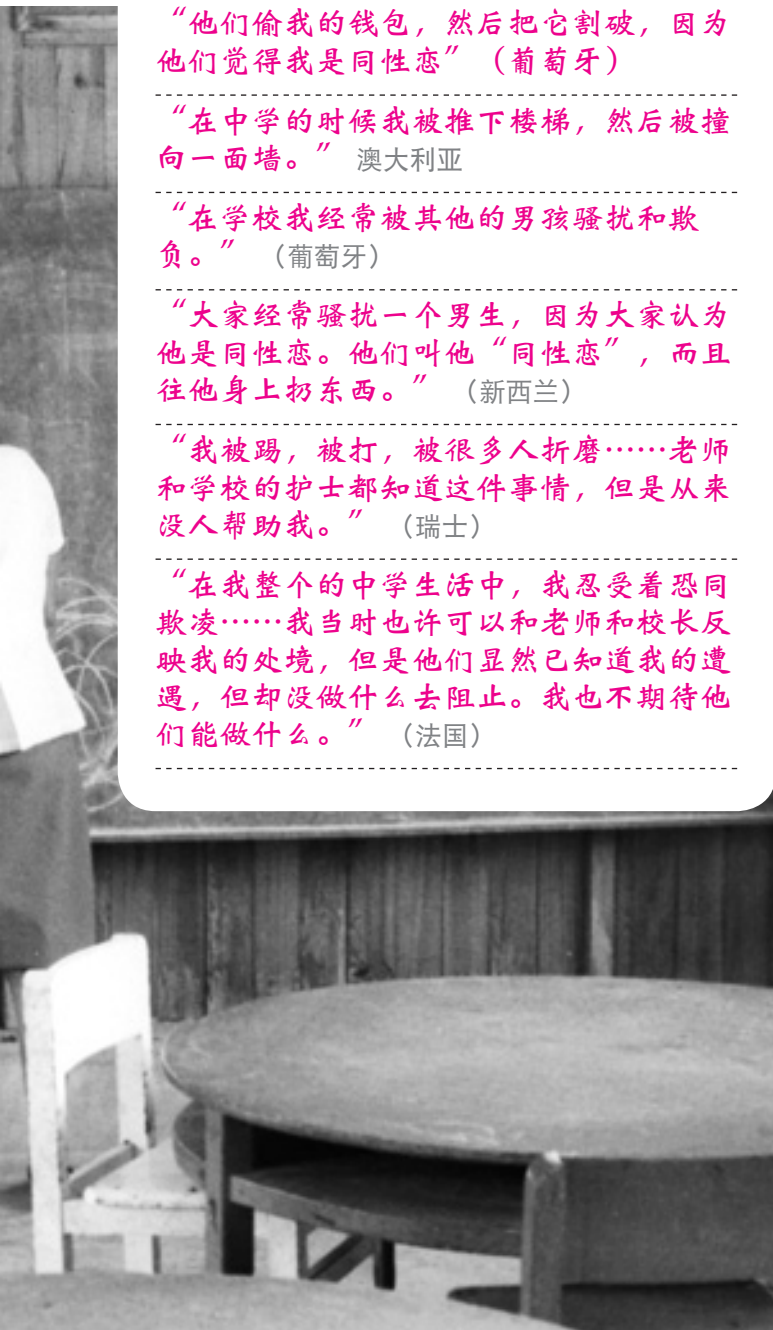 “他们偷我的钱包，然后把它割破，因为
他们觉得我是同性恋”（葡萄牙）
“在中学的时候我被推下楼梯，然后被撞
向一面墙。” 澳大利亚
“在学校我经常被其他的男孩骚扰和欺
负。”（葡萄牙）
“大家经常骚扰一个男生，因为大家认为
他是同性恋。他们叫他“同性恋”，而且
往他身上扔东西。”（新西兰）
“我被踢，被打，被很多人折磨……老师
和学校的护士都知道这件事情，但是从来
没人帮助我。”（瑞士）
“在我整个的中学生活中，我忍受着恐同
欺凌……我当时也许可以和老师和校长反
映我的处境，但是他们显然已知道我的遭
遇，但却没做什么去阻止。我也不期待他
们能做什么。”（法国）